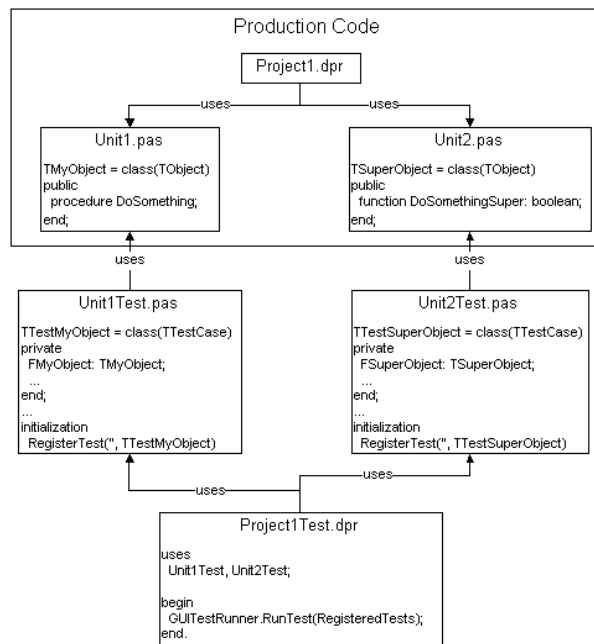 Production Code
Project1.dpr
uses
uses
Unit1.pas
TMyObject = class(TObject)
public
procedure DoSomething;
end;
Unit2.pas
TSuperObject = class(TObject)
public
function DoSomethingSuper: boolean;
end;
uses
uses
Unit1Test.pas
TTestMyObject = class(TTestCase)
private
FMyObject: TMyObject;
...
end;
...
initialization
RegisterTest('', TTestMyObject)
Unit2Test.pas
TTestSuperObject = class(TTestCase)
private
FSuperObject: TSuperObject;
...
end;
...
initialization
RegisterTest('', TTestSuperObject)
uses
uses
Project1Test.dpr
uses
Unit1Test, Unit2Test;
begin
GUITestRunner.RunTest(RegisteredTests);
end.